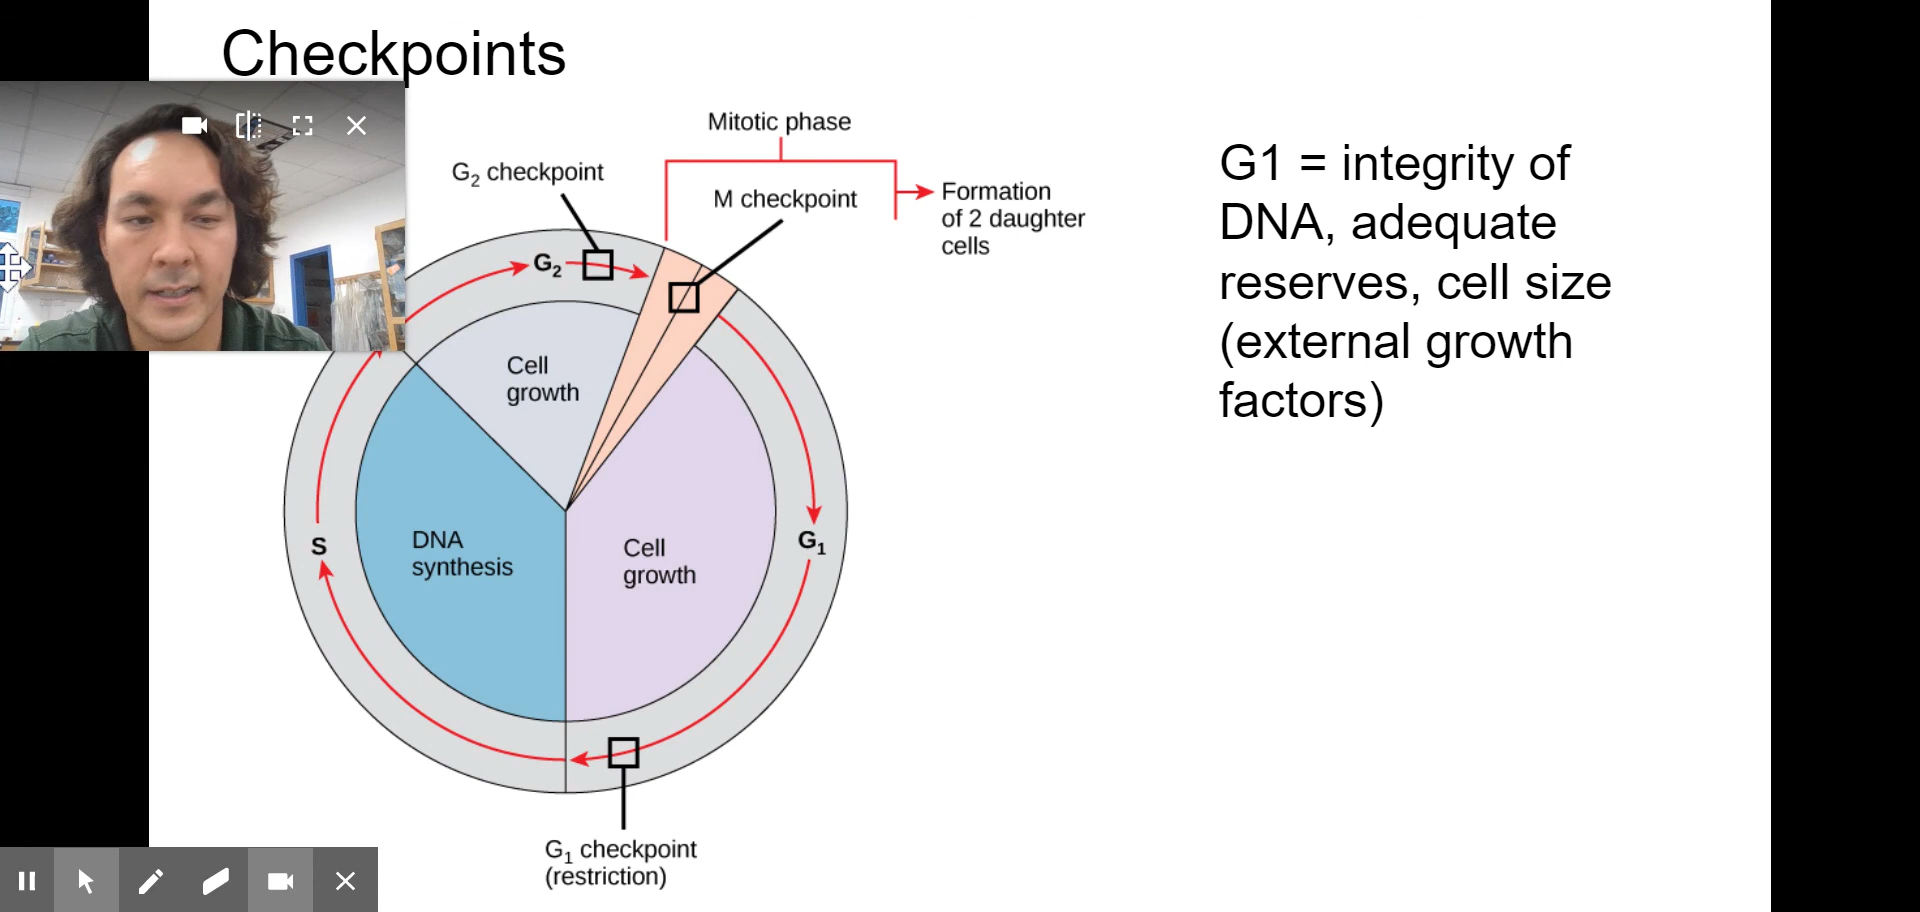 Checkpoints
Mitotic phase
G₂ checkpoint
M checkpoint
Formation
of 2 daughter
cells
G₂
Cell
growth
DNA
synthesis
Cell
growth
S
G₁
G₁ checkpoint
(restriction)
G1 = integrity of
DNA, adequate
reserves, cell size
(external growth
factors)